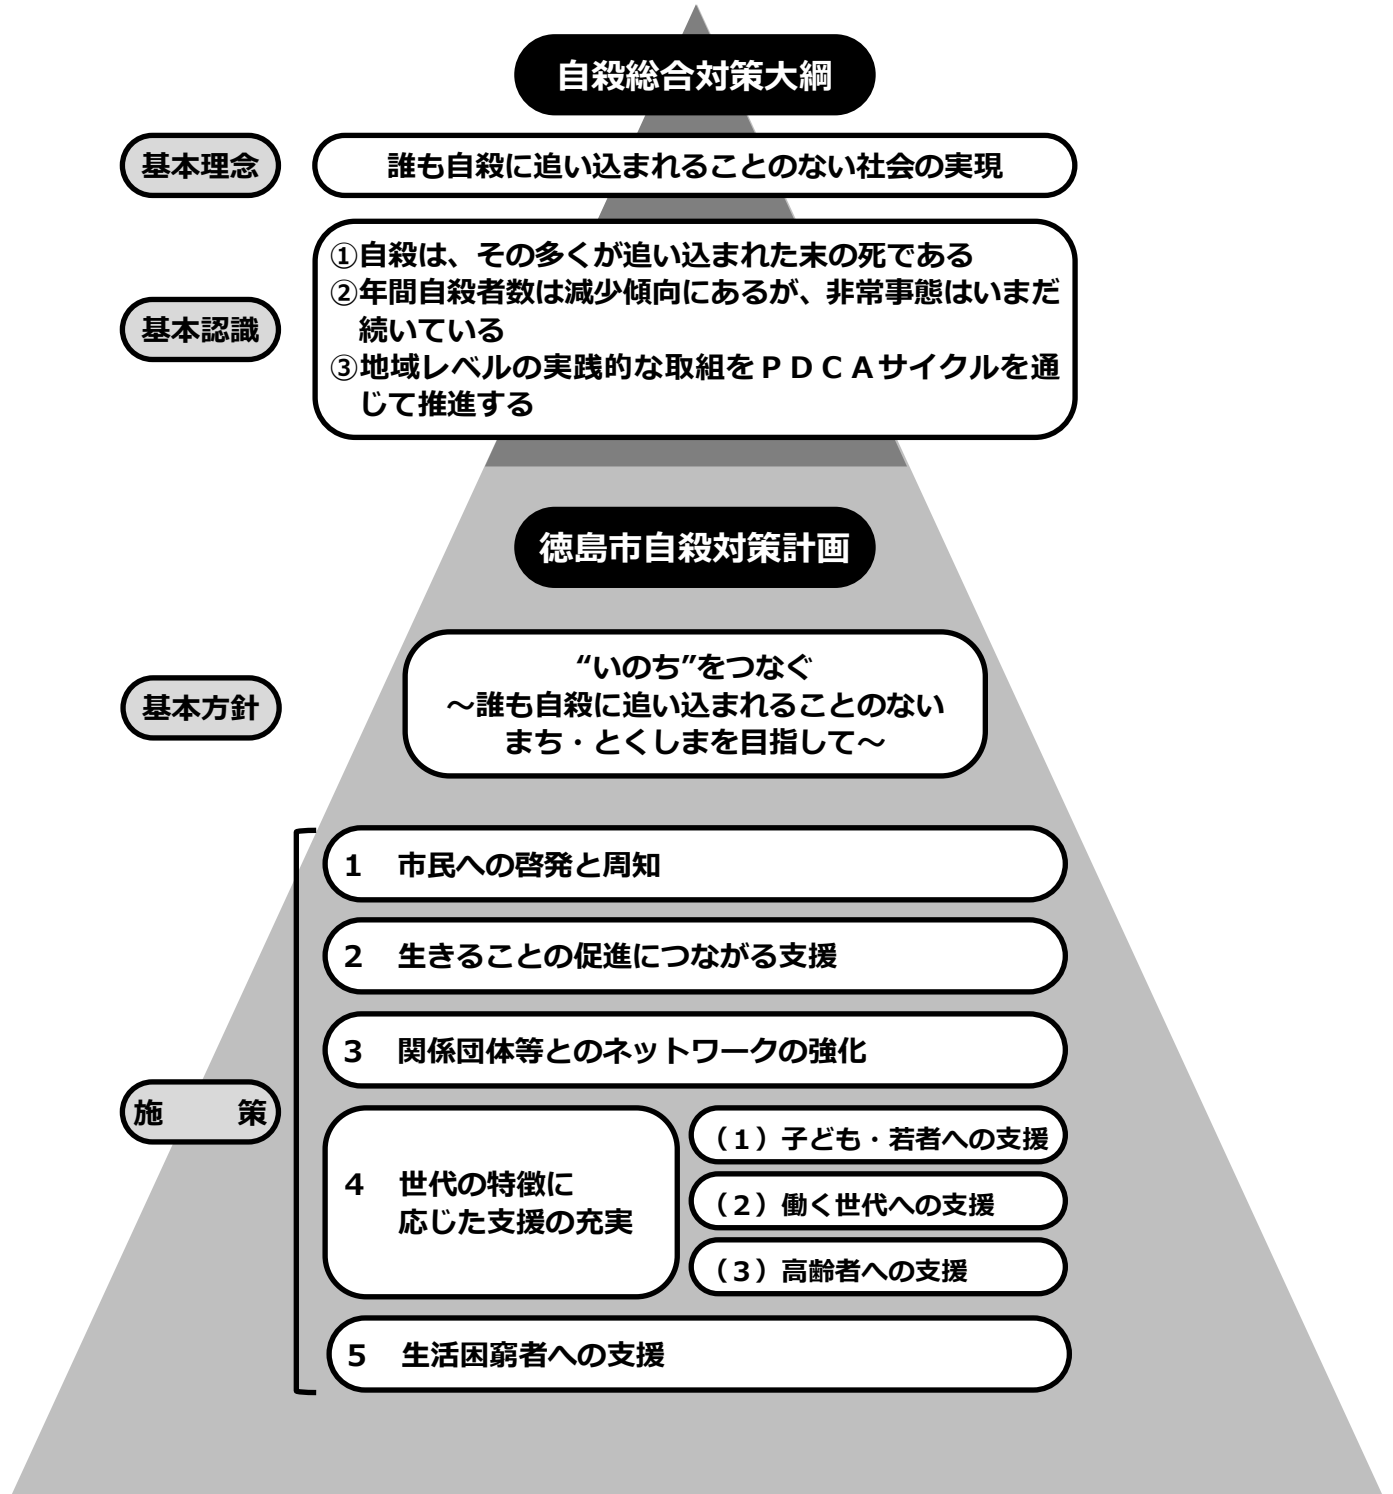 自殺総合対策大綱
基本理念
誰も自殺に追い込まれることのない社会の実現
基本認識
①自殺は、その多くが追い込まれた末の死である
②年間自殺者数は減少傾向にあるが、非常事態はいまだ
続いている
③地域レベルの実践的な取組をＰＤＣＡサイクルを通
じて推進する
徳島市自殺対策計画
基本方針
“いのち”をつなぐ
～誰も自殺に追い込まれることのない
まち・とくしまを目指して～
施　　策
1　市民への啓発と周知
2　生きることの促進につながる支援
3　関係団体等とのネットワークの強化
4　世代の特徴に
応じた支援の充実
（1）子ども・若者への支援
（2）働く世代への支援
（3）高齢者への支援
5　生活困窮者への支援